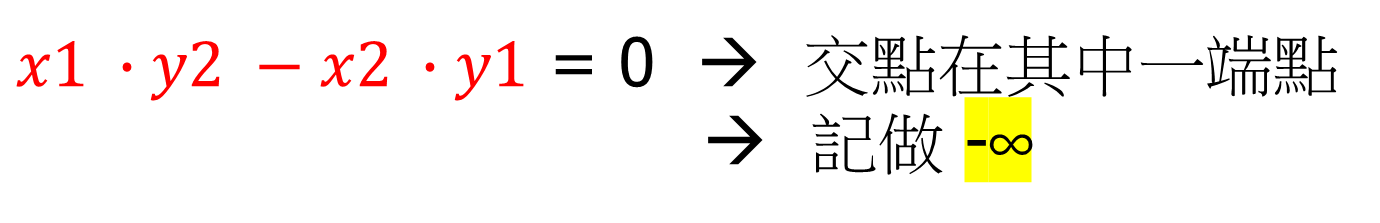 x1 · y2 − x2 · y1 = 0 → 交點在其中一端點
→ 記做 -∞